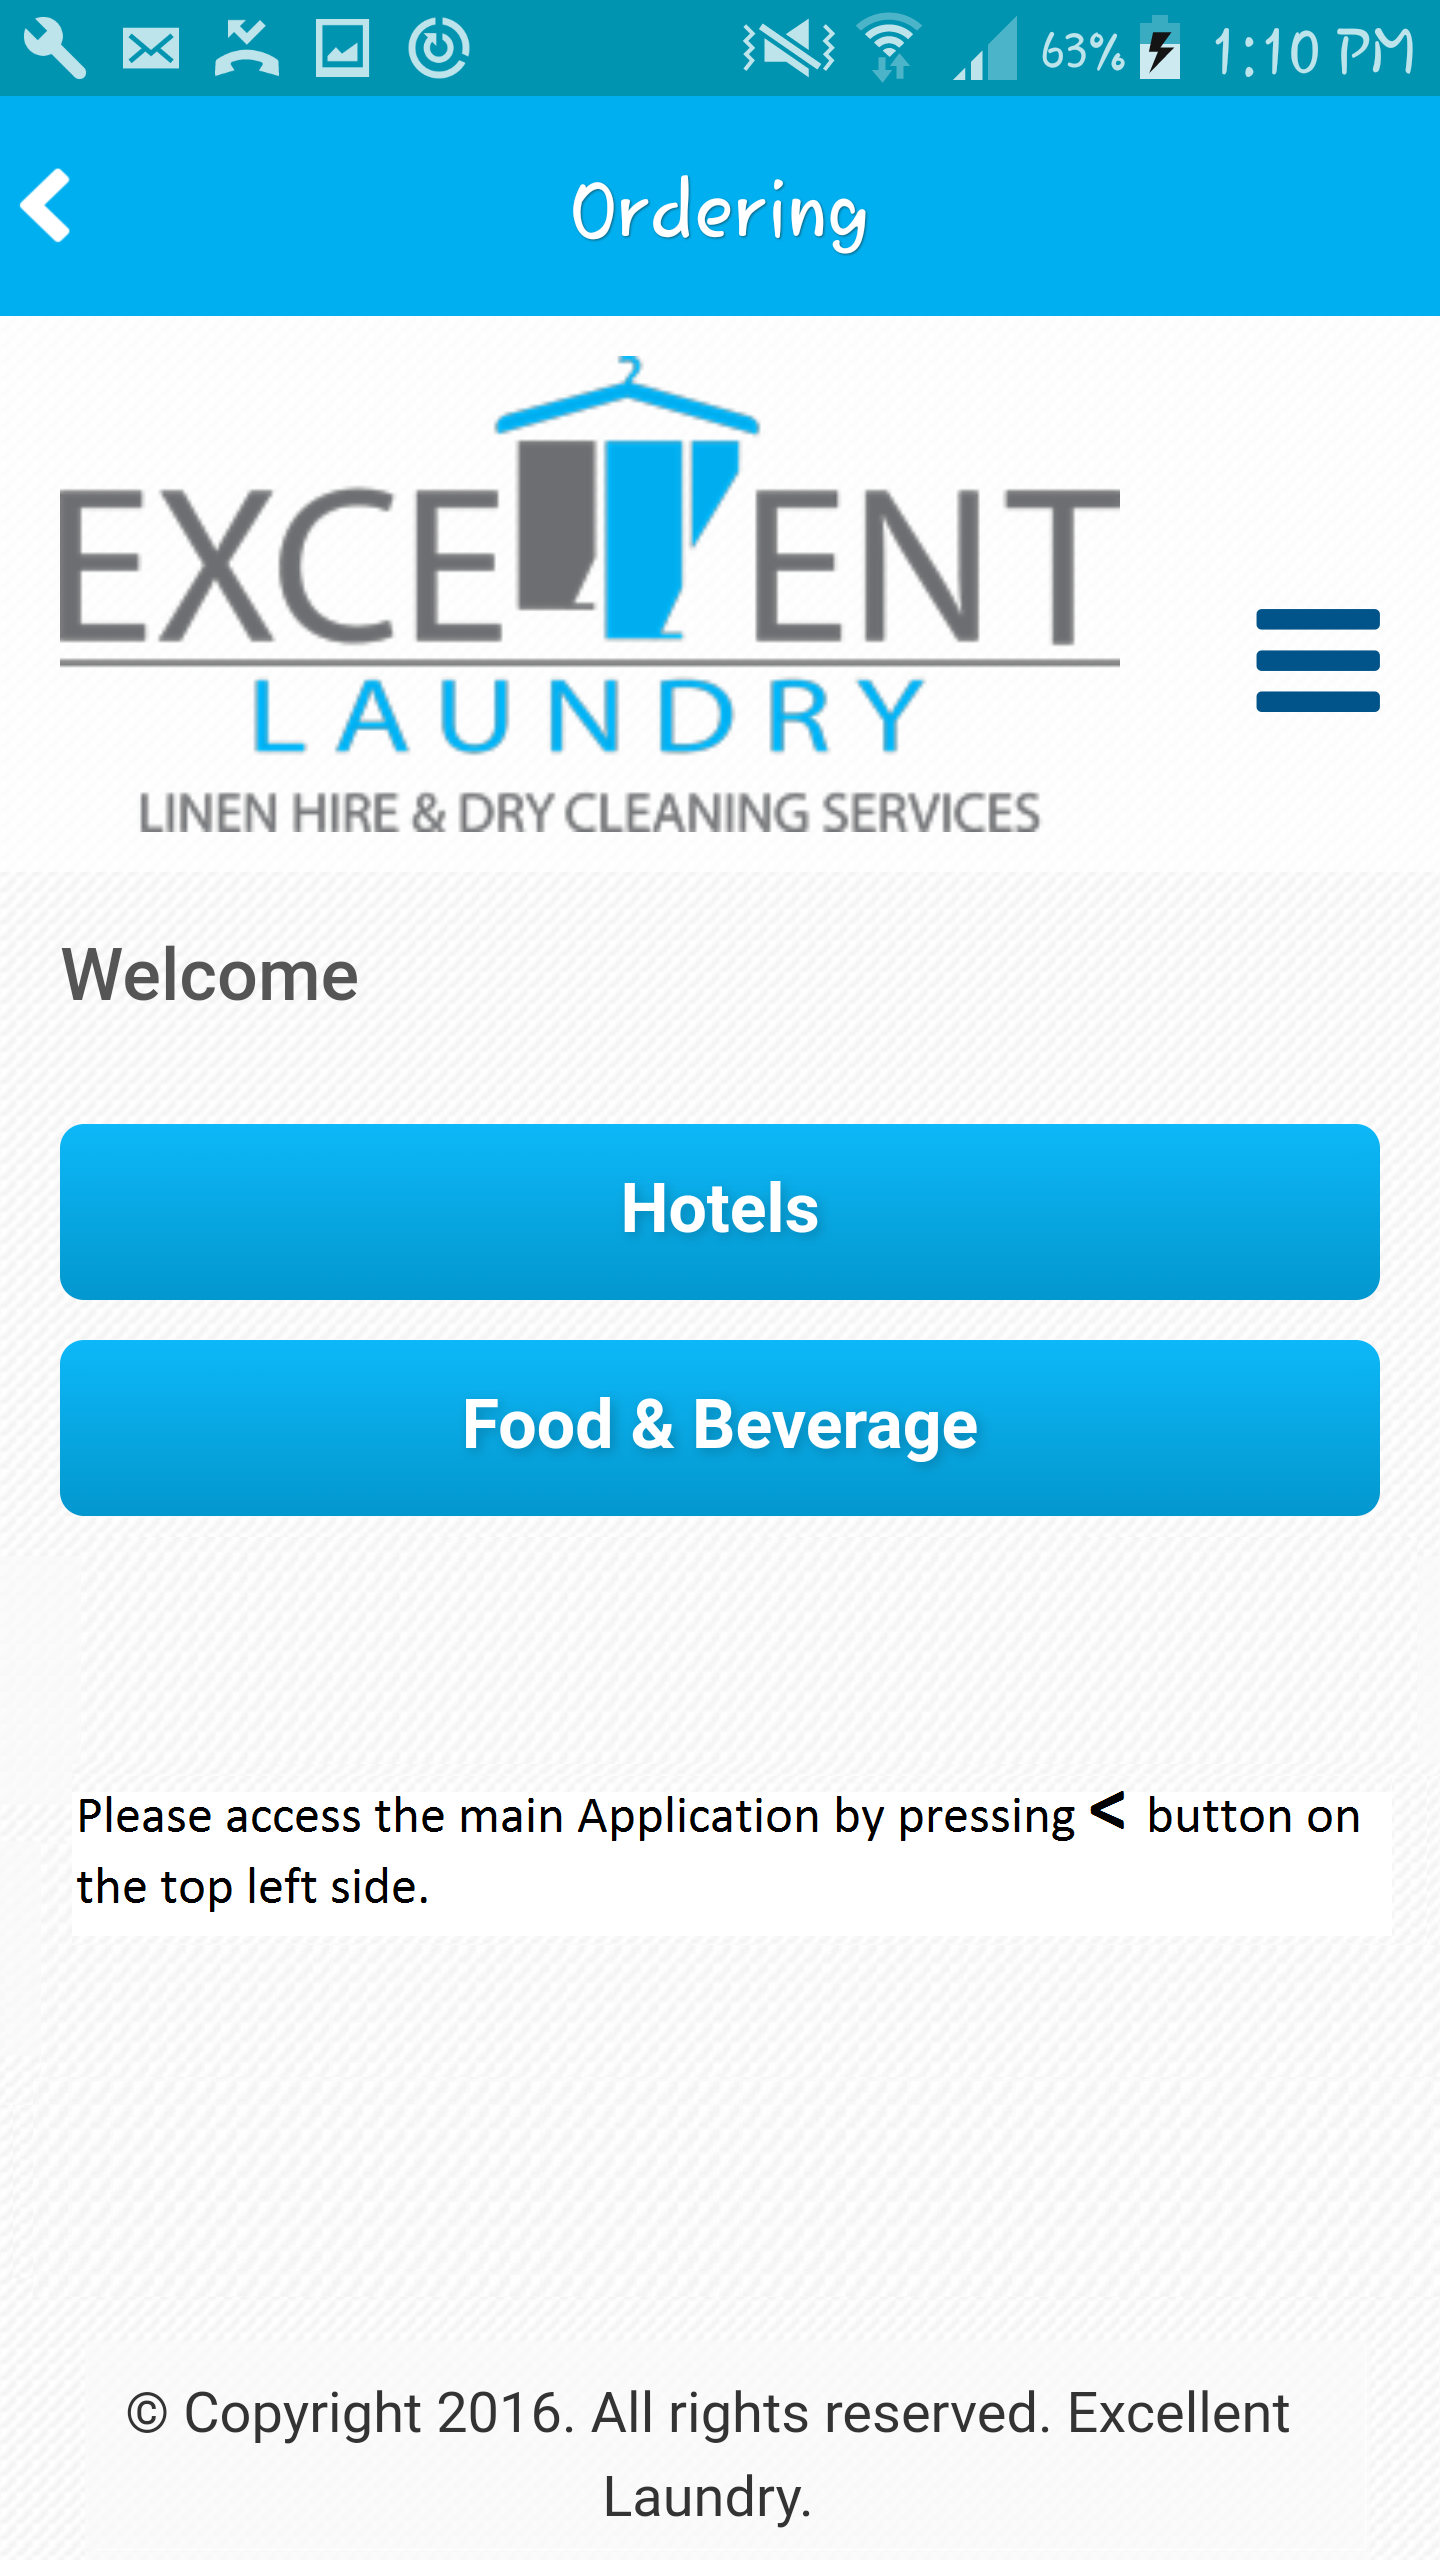 63% 1:10 PM
Ordering
EXCELLENT
LAUNDRY
LINEN HIRE & DRY CLEANING SERVICES
Welcome
Hotels
Food & Beverage
Please access the main Application by pressing < button on
the top left side.
© Copyright 2016. All rights reserved. Excellent
Laundry.